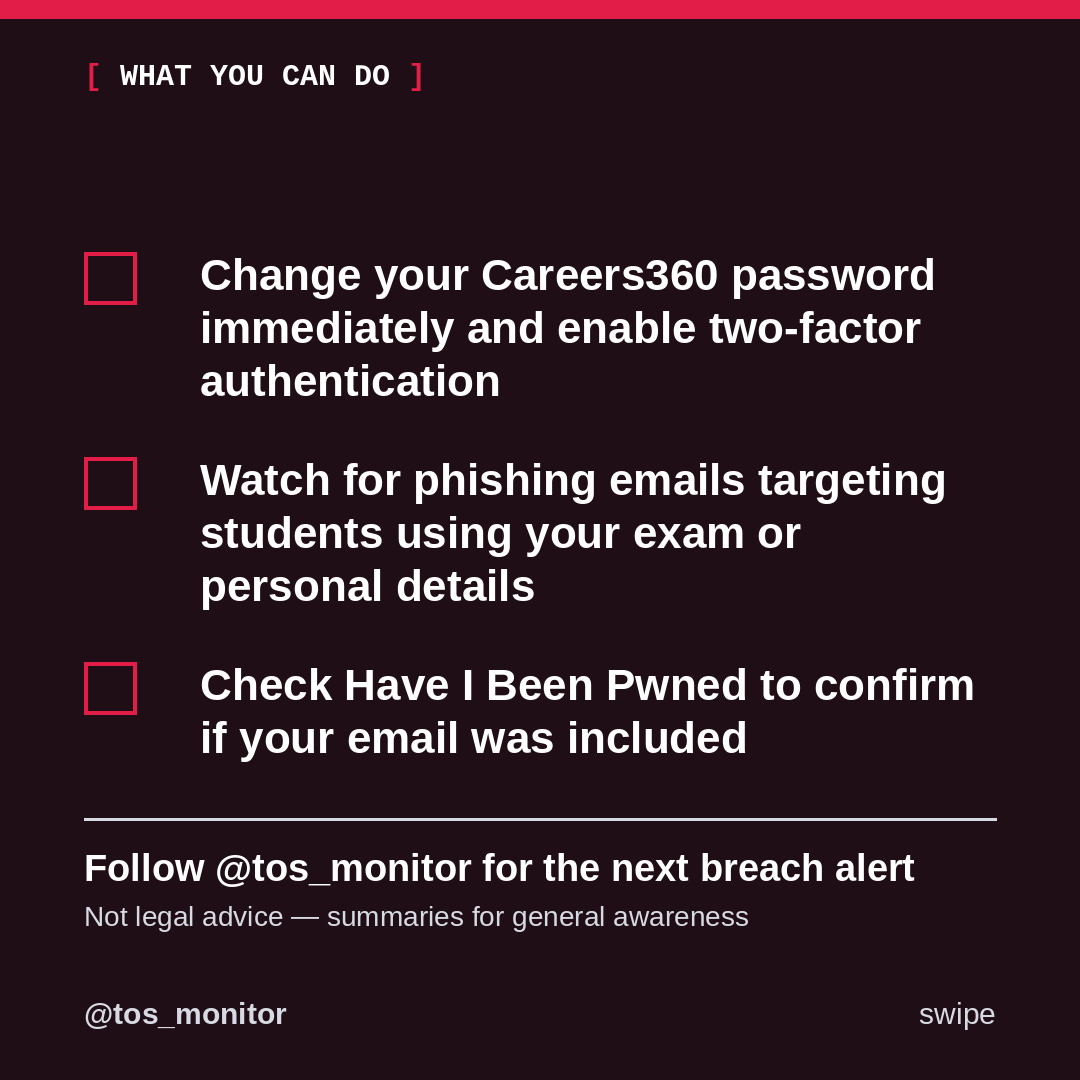 [ WHAT YOU CAN DO ]
Change your Careers360 password
immediately and enable two-factor
authentication
Watch for phishing emails targeting
students using your exam or
personal details
Check Have I Been Pwned to confirm
if your email was included
Follow @tos_monitor for the next breach alert
Not legal advice — summaries for general awareness
@tos_monitor
swipe